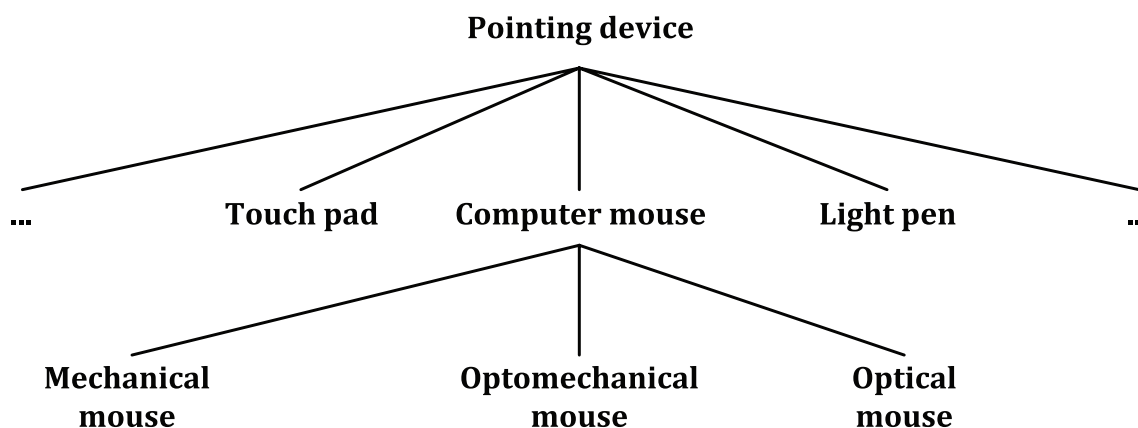 Pointing device
... Touch pad Computer mouse Light pen ...
Mechanical mouse
Optomechanical mouse
Optical mouse